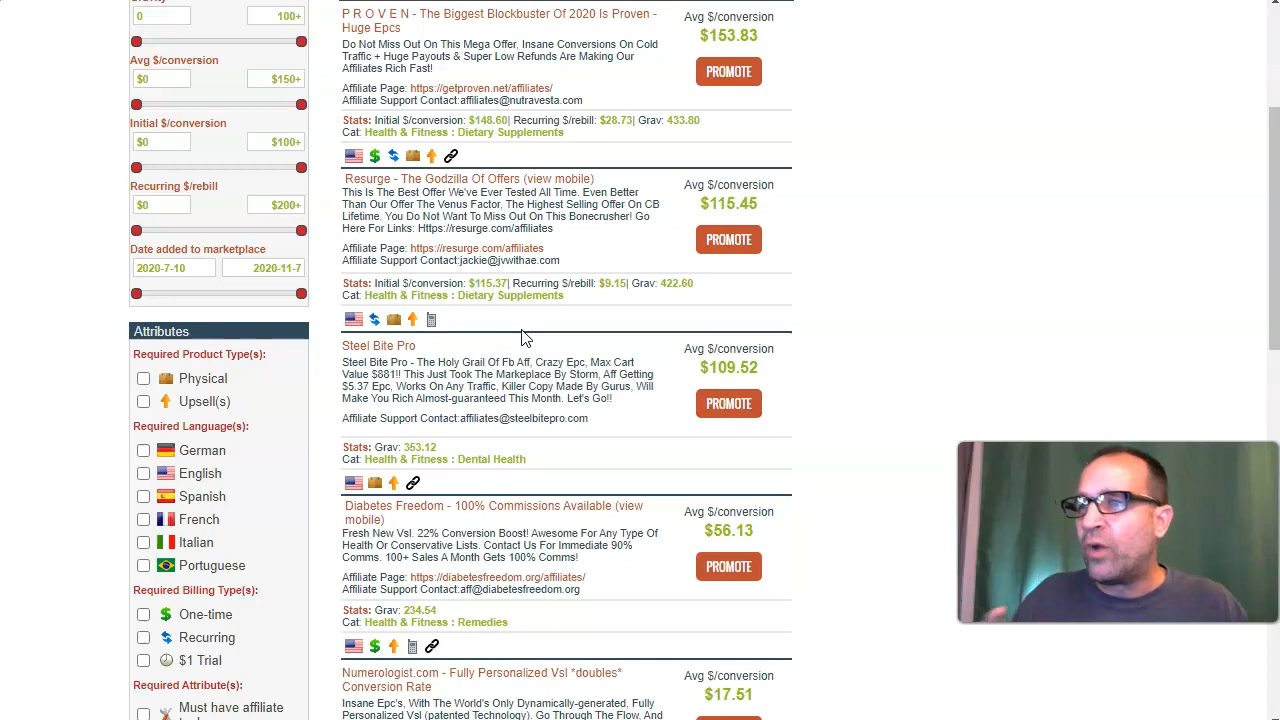 0
100+
Avg $/conversion
$0
$150+
Initial $/conversion
$0
$100+
Recurring $/rebill
$0
$200+
Date added to marketplace
2020-7-10
2020-11-7
Attributes
Required Product Type(s):
Physical
Upsell(s)
Required Language(s):
German
English
Spanish
French
Italian
Portuguese
Required Billing Type(s):
One-time
Recurring
$1 Trial
Required Attribute(s):
Must have affiliate
P R O V E N - The Biggest Blockbuster Of 2020 Is Proven -
Huge Epcs
Do Not Miss Out On This Mega Offer, Insane Conversions On Cold
Traffic + Huge Payouts & Super Low Refunds Are Making Our
Affiliates Rich Fast!
Affiliate Page: https://getproven.net/affiliates/
Affiliate Support Contact:affiliates@nutravesta.com
Avg $/conversion
$153.83
PROMOTE
Stats: Initial $/conversion: $148.60| Recurring $/rebill: $28.73| Grav: 433.80
Cat: Health & Fitness : Dietary Supplements
Resurge - The Godzilla Of Offers (view mobile)
This Is The Best Offer We've Ever Tested All Time. Even Better
Than Our Offer The Venus Factor, The Highest Selling Offer On CB
Lifetime. You Do Not Want To Miss Out On This Bonecrusher! Go
Here For Links: Https://resurge.com/affiliates
Affiliate Page: https://resurge.com/affiliates
Affiliate Support Contact:jackie@jvwithae.com
Avg $/conversion
$115.45
PROMOTE
Stats: Initial $/conversion: $115.37| Recurring $/rebill: $9.15| Grav: 422.60
Cat: Health & Fitness : Dietary Supplements
Steel Bite Pro
Steel Bite Pro - The Holy Grail Of Fb Aff, Crazy Epc, Max Cart
Value $881!! This Just Took The Markeplace By Storm, Aff Getting
$5.37 Epc, Works On Any Traffic, Killer Copy Made By Gurus, Will
Make You Rich Almost-guaranteed This Month. Let's Go!!
Affiliate Support Contact:affiliates@steelbitepro.com
Avg $/conversion
$109.52
PROMOTE
Stats: Grav: 353.12
Cat: Health & Fitness : Dental Health
Diabetes Freedom - 100% Commissions Available (view
mobile)
Fresh New Vsl. 22% Conversion Boost! Awesome For Any Type Of
Health Or Conservative Lists. Contact Us For Immediate 90%
Comms. 100+ Sales A Month Gets 100% Comms!
Affiliate Page: https://diabetesfreedom.org/affiliates/
Affiliate Support Contact:aff@diabetesfreedom.org
Avg $/conversion
$56.13
PROMOTE
Stats: Grav: 234.54
Cat: Health & Fitness : Remedies
Numerologist.com - Fully Personalized Vsl *doubles*
Conversion Rate
Insane Epc's, With The World's Only Dynamically-generated, Fully
Personalized Vsl (patented Technology). Go Through The Flow, And
Avg $/conversion
$17.51